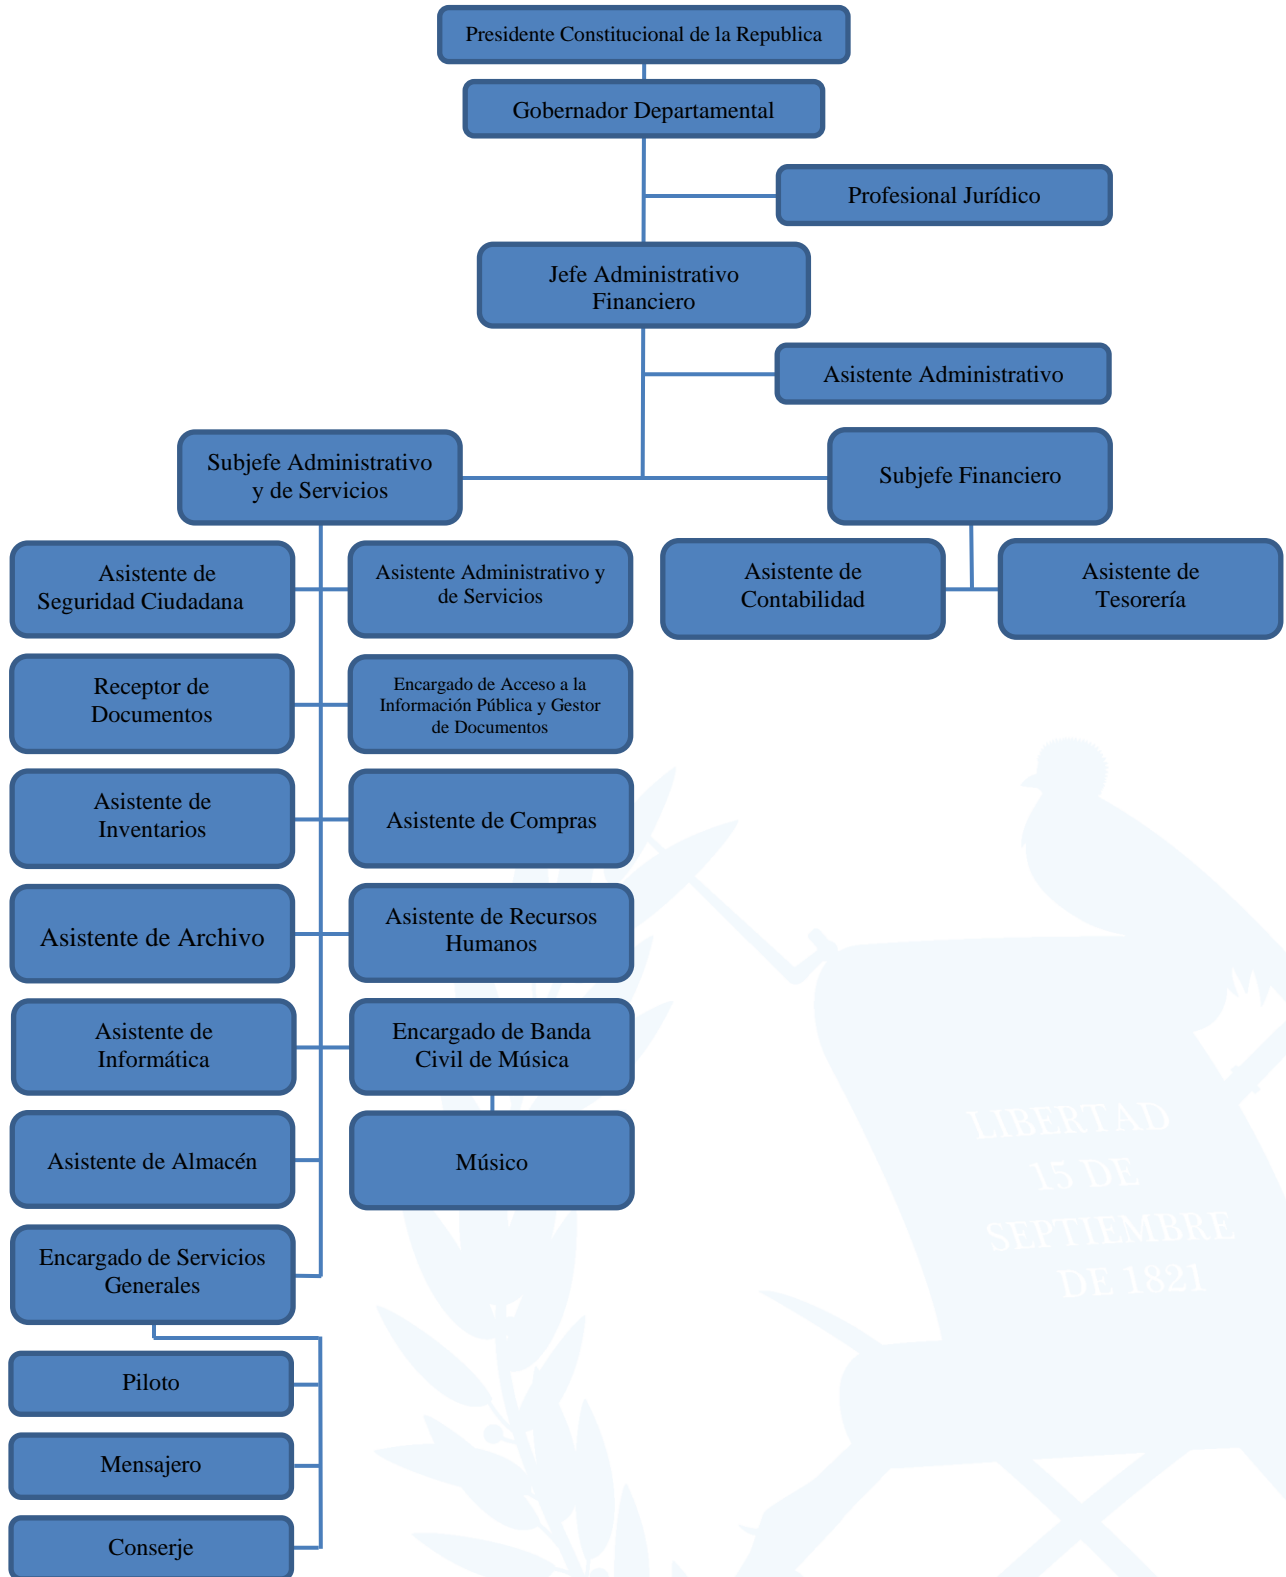 Presidente Constitucional de la Republica
Gobernador Departamental
Profesional Jurídico
Jefe Administrativo
Financiero
Asistente Administrativo
Subjefe Administrativo
y de Servicios
Subjefe Financiero
Asistente de
Seguridad Ciudadana
Asistente Administrativo y
de Servicios
Asistente de
Contabilidad
Asistente de
Tesorería
Receptor de
Documentos
Encargado de Acceso a la
Información Pública y Gestor
de Documentos
Asistente de
Inventarios
Asistente de Compras
Asistente de Archivo
Asistente de Recursos
Humanos
Asistente de
Informática
Encargado de Banda
Civil de Música
Asistente de Almacén
Músico
Encargado de Servicios
Generales
Piloto
Mensajero
Conserje
LIBERTAD
15 DE
SEPTIEMBRE
DE 1821